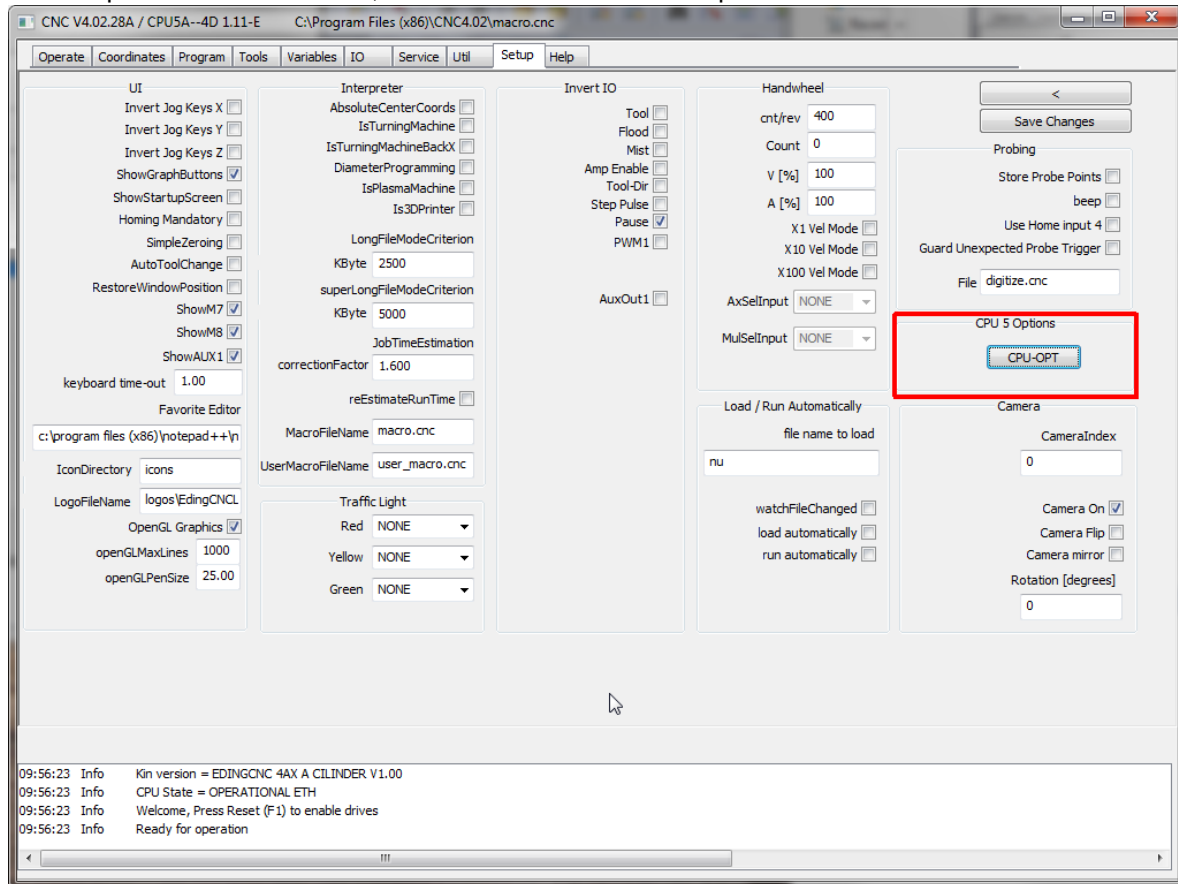 CNC V4.02.28A / CPU5A--4D 1.11-E C:\Program Files (x86)\CNC4.02\macro.cnc
Operate Coordinates Program Tools Variables IO Service Util Setup Help
UI
Invert Jog Keys X
Invert Jog Keys Y
Invert Jog Keys Z
ShowGraphButtons
ShowStartupScreen
Homing Mandatory
SimpleZeroing
AutoToolChange
RestoreWindowPosition
ShowM7
ShowM8
ShowAUX1
keyboard time-out 1.00
Favorite Editor
c:\program files (x86)\notepad++\n
IconDirectory icons
LogoFileName logos\EdingCNCL
OpenGL Graphics
openGLMaxLines 1000
openGLPenSize 25.00
Interpreter
AbsoluteCenterCoords
IsTurningMachine
IsTurningMachineBackX
DiameterProgramming
IsPlasmaMachine
Is3DPrinter
LongFileModeCriterion
KByte 2500
superLongFileModeCriterion
KByte 5000
JobTimeEstimation
correctionFactor 1.600
reEstimateRunTime
MacroFileName macro.cnc
UserMacroFileName user_macro.cnc
Traffic Light
Red NONE
Yellow NONE
Green NONE
Invert IO
Tool
Flood
Mist
Amp Enable
Tool-Dir
Step Pulse
Pause
PWM1
AuxOut1
Handwheel
cnt/rev 400
Count 0
V [%] 100
A [%] 100
X1 Vel Mode
X10 Vel Mode
X100 Vel Mode
AxSelInput NONE
MulSelInput NONE
Load / Run Automatically
file name to load
nu
watchFileChanged
load automatically
run automatically
<
Save Changes
Probing
Store Probe Points
beep
Use Home input 4
Guard Unexpected Probe Trigger
File digitize.cnc
CPU 5 Options
CPU-OPT
Camera
CameraIndex
0
Camera On
Camera Flip
Camera mirror
Rotation [degrees]
0
09:56:23 Info Kin version = EDINGCNC 4AX A CILINDER V1.00
09:56:23 Info CPU State = OPERATIONAL ETH
09:56:23 Info Welcome, Press Reset (F1) to enable drives
09:56:23 Info Ready for operation